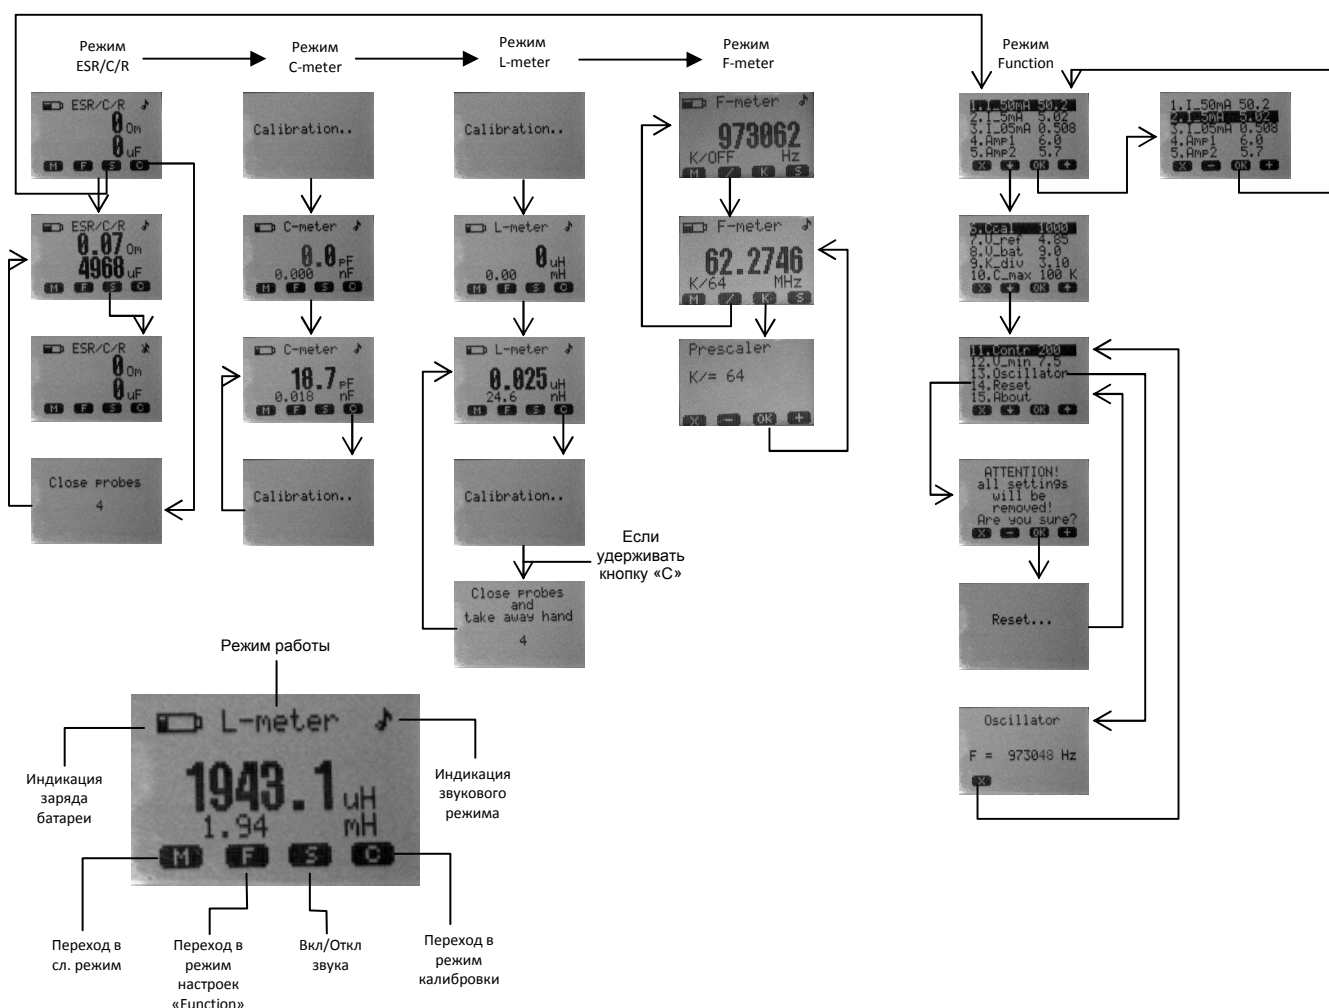 Режим
ESR/C/R
Режим
C-meter
Режим
L-meter
Режим
F-meter
Режим
Function
ESR/C/R
0 Om
0 uF
M F S C
ESR/C/R
0.07 Om
4968 uF
M F S C
ESR/C/R
0 Om
0 uF
M F S C
Close probes
4
Calibration..
C-meter
0.0 pF
0.000 nF
M F S C
C-meter
18.7 pF
0.018 nF
M F S C
Calibration..
Calibration..
L-meter
0 uH
0.00 mH
M F S C
L-meter
0.025 uH
24.6 nH
M F S C
Calibration..
Если
удерживать
кнопку «С»
Close probes
and
take away hand
4
F-meter
973062
K/OFF Hz
M / K S
F-meter
62.2746
K/64 MHz
M / K S
Prescaler
K/= 64
X - OK +
1.I_50mA 50.2
2.I_5mA 5.02
3.I_05mA 0.508
4.Amp1 6.0
5.Amp2 5.7
X ↓ OK ↑
1.I_50mA 50.2
2.I_5mA 5.02
3.I_05mA 0.508
4.Amp1 6.0
5.Amp2 5.7
X - OK +
6.Ccal 1000
7.V_ref 4.85
8.V_bat 9.0
9.K_div 3.10
10.C_max 100 K
X ↓ OK ↑
11.Contr 200
12.V_min 7.5
13.Oscillator
14.Reset
15.About
X ↓ OK ↑
ATTENTION!
all settings
will be
removed!
Are you sure?
X - OK +
Reset...
Oscillator
F = 973048 Hz
X
Режим работы
L-meter
1943.1 uH
1.94 mH
M F S C
Индикация
заряда
батареи
Индикация
звукового
режима
Переход в
сл. режим
Переход в
режим
настроек
«Function»
Вкл/Откл
звука
Переход в
режим
калибровки